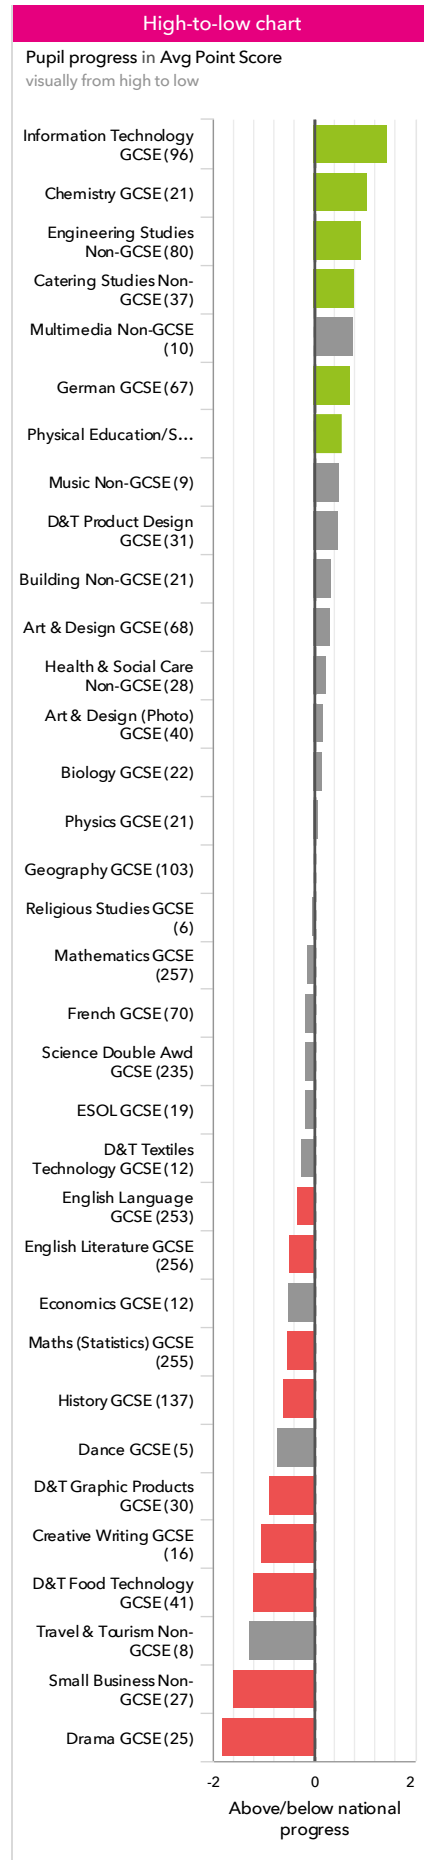 High-to-low chart
Pupil progress in Avg Point Score
visually from high to low
Information Technology
GCSE (96)
Chemistry GCSE (21)
Engineering Studies
Non-GCSE (80)
Catering Studies Non-
GCSE (37)
Multimedia Non-GCSE
(10)
German GCSE (67)
Physical Education/S...
Music Non-GCSE (9)
D&T Product Design
GCSE (31)
Building Non-GCSE (21)
Art & Design GCSE (68)
Health & Social Care
Non-GCSE (28)
Art & Design (Photo)
GCSE (40)
Biology GCSE (22)
Physics GCSE (21)
Geography GCSE (103)
Religious Studies GCSE
(6)
Mathematics GCSE
(257)
French GCSE (70)
Science Double Awd
GCSE (235)
ESOL GCSE (19)
D&T Textiles
Technology GCSE (12)
English Language
GCSE (253)
English Literature GCSE
(256)
Economics GCSE (12)
Maths (Statistics) GCSE
(255)
History GCSE (137)
Dance GCSE (5)
D&T Graphic Products
GCSE (30)
Creative Writing GCSE
(16)
D&T Food Technology
GCSE (41)
Travel & Tourism Non-
GCSE (8)
Small Business Non-
GCSE (27)
Drama GCSE (25)
-2 0 2
Above/below national
progress